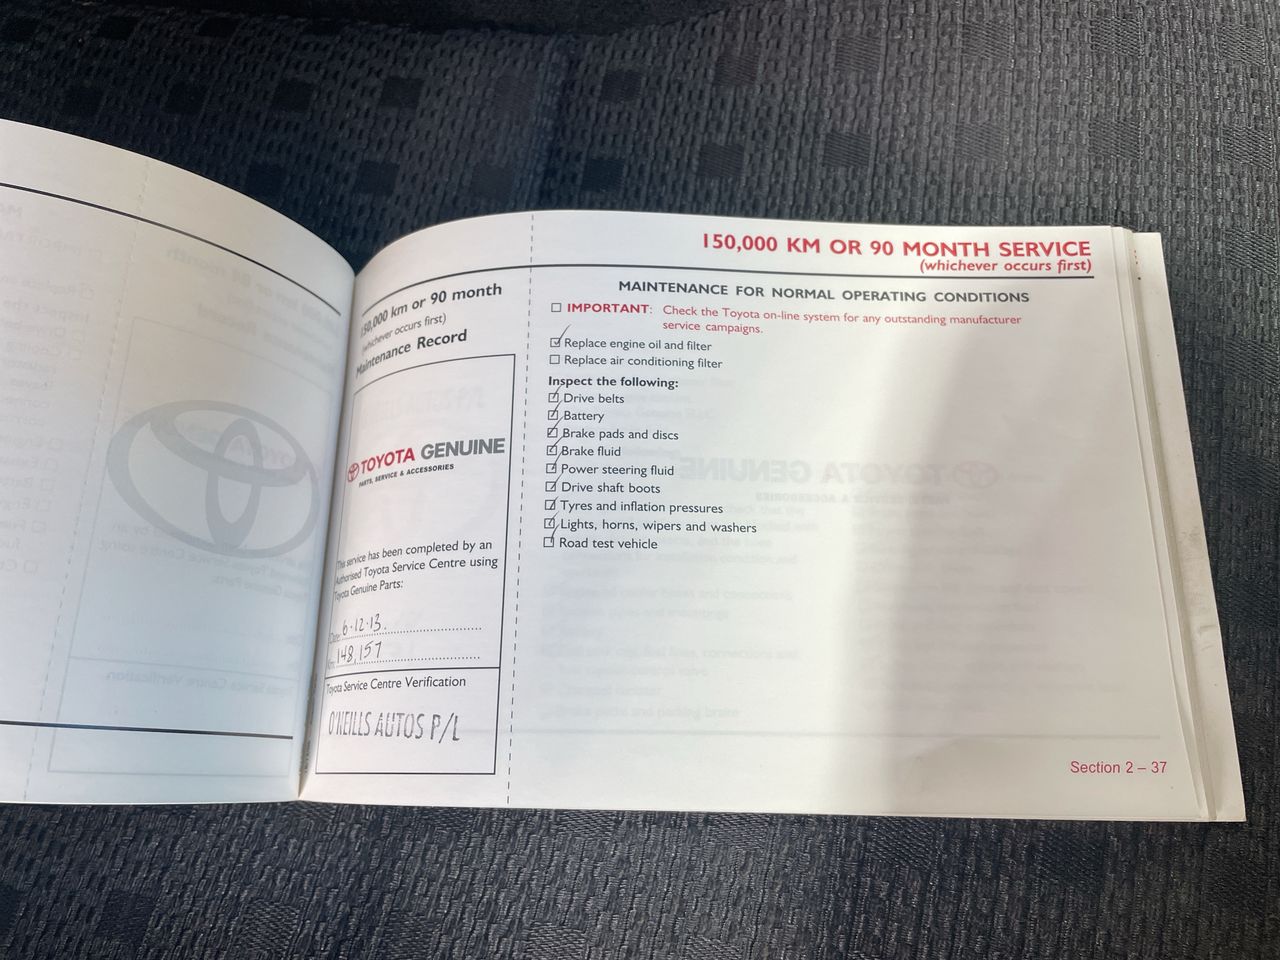 150,000 km or 90 month
(whichever occurs first)
Maintenance Record
TOYOTA GENUINE
PARTS, SERVICE & ACCESSORIES
This service has been completed by an
Authorised Toyota Service Centre using
Toyota Genuine Parts:
Date: 6.12.13.
Km: 148,157
Toyota Service Centre Verification
O'NEILLS AUTOS P/L
150,000 KM OR 90 MONTH SERVICE
(whichever occurs first)
MAINTENANCE FOR NORMAL OPERATING CONDITIONS
IMPORTANT: Check the Toyota on-line system for any outstanding manufacturer
service campaigns.
Replace engine oil and filter
Replace air conditioning filter
Inspect the following:
Drive belts
Battery
Brake pads and discs
Brake fluid
Power steering fluid
Drive shaft boots
Tyres and inflation pressures
Lights, horns, wipers and washers
Road test vehicle
Section 2 – 37